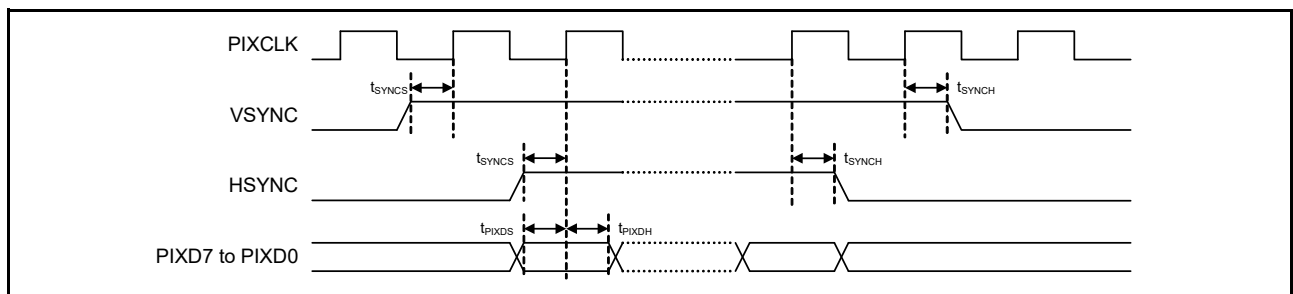 PIXCLK
tSYNCS
tSYNCH
VSYNC
tSYNCS
tSYNCH
HSYNC
tPIXDS
tPIXDH
PIXD7 to PIXD0